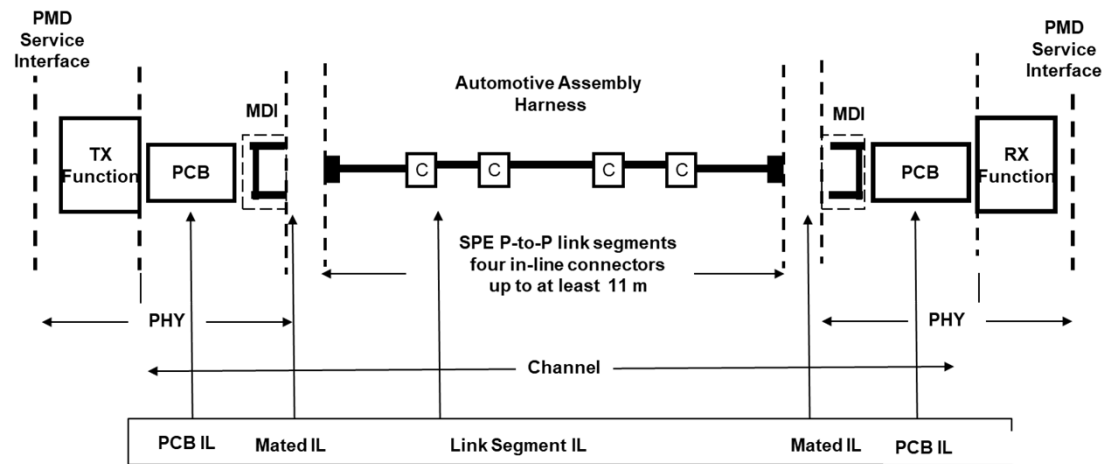 PMD
Service
Interface
PMD
Service
Interface
Automotive Assembly
Harness
MDI
MDI
TX
Function
PCB
C
C
C
C
PCB
RX
Function
SPE P-to-P link segments
four in-line connectors
up to at least 11 m
PHY
PHY
Channel
PCB IL
Mated IL
Link Segment IL
Mated IL
PCB IL